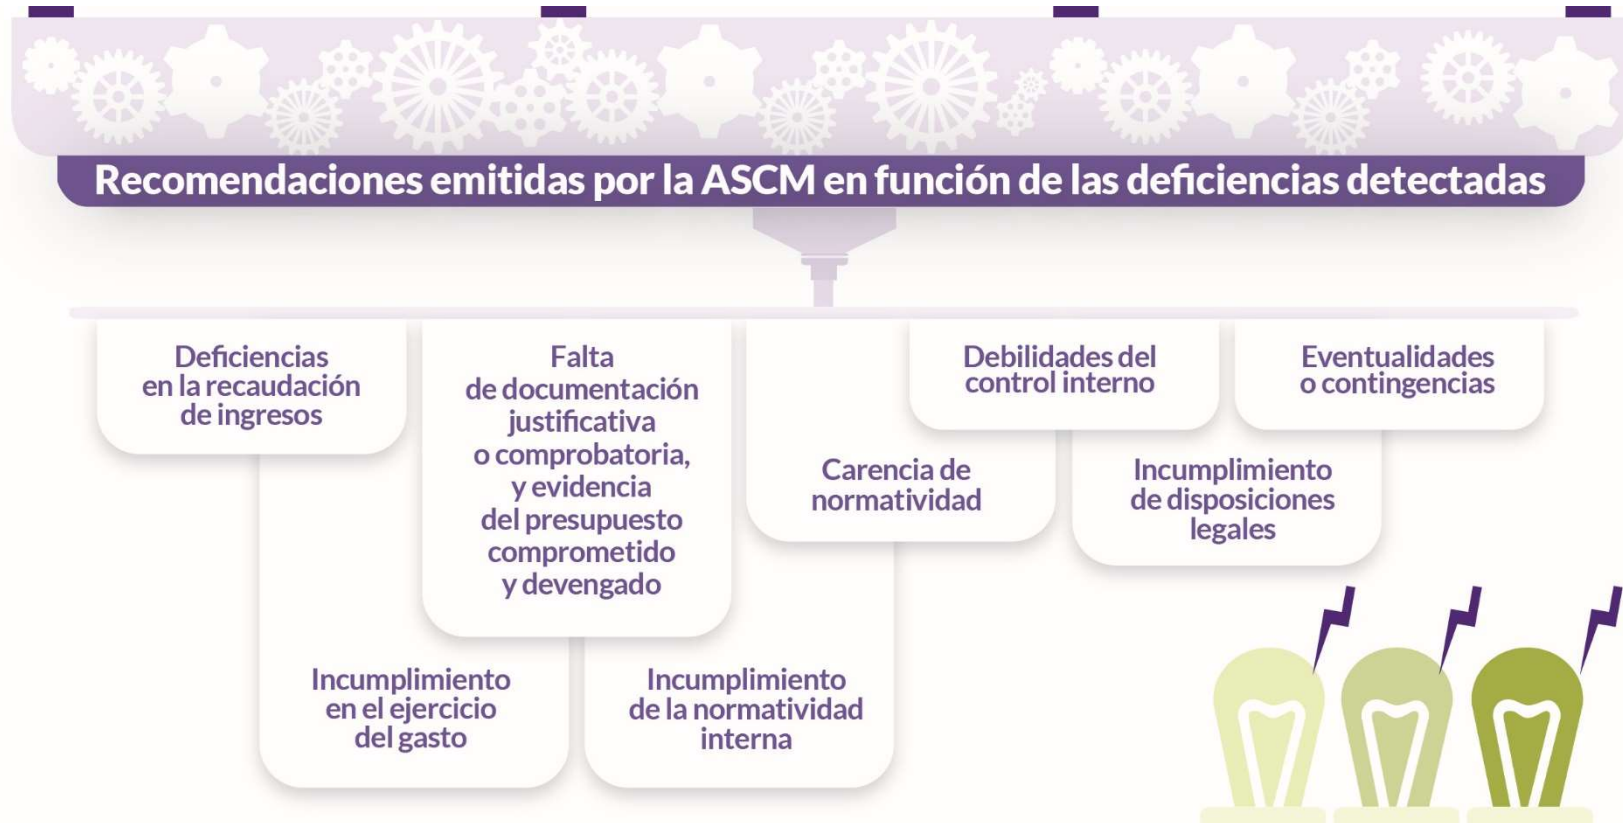 Recomendaciones emitidas por la ASCM en función de las deficiencias detectadas
Deficiencias
en la recaudación
de ingresos
Incumplimiento
en el ejercicio
del gasto
Falta
de documentación
justificativa
o comprobatoria,
y evidencia
del presupuesto
comprometido
y devengado
Incumplimiento
de la normatividad
interna
Carencia de
normatividad
Debilidades del
control interno
Incumplimiento
de disposiciones
legales
Eventualidades
o contingencias